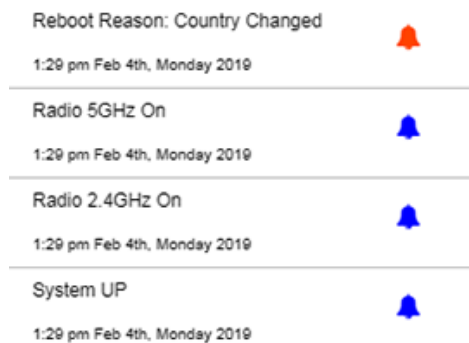 Reboot Reason: Country Changed
1:29 pm Feb 4th, Monday 2019
Radio 5GHz On
1:29 pm Feb 4th, Monday 2019
Radio 2.4GHz On
1:29 pm Feb 4th, Monday 2019
System UP
1:29 pm Feb 4th, Monday 2019